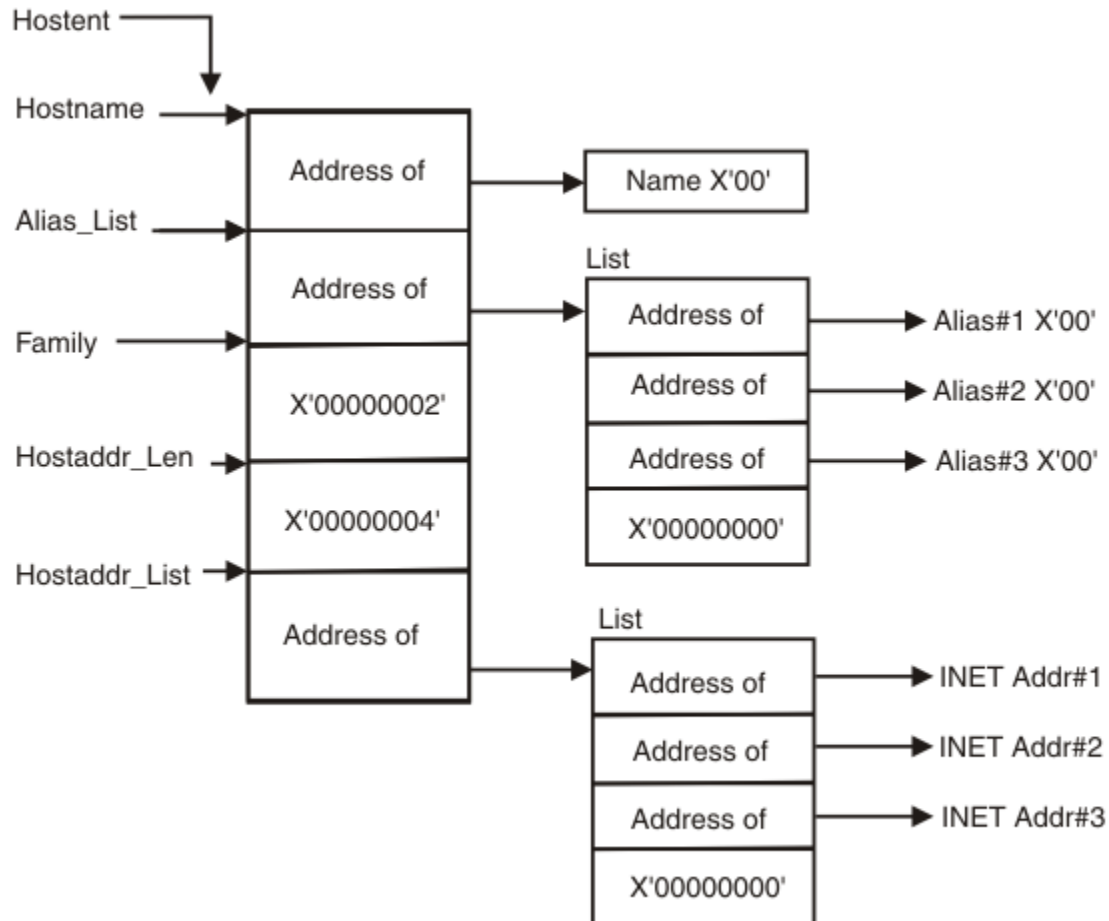 Hostent
Hostname
Address of
Name X'00'
Alias_List
List
Address of
Address of
Alias#1 X'00'
Family
X'00000002'
Address of
Alias#2 X'00'
Hostaddr_Len
Address of
Alias#3 X'00'
X'00000004'
X'00000000'
Hostaddr_List
List
Address of
Address of
INET Addr#1
Address of
INET Addr#2
Address of
INET Addr#3
X'00000000'